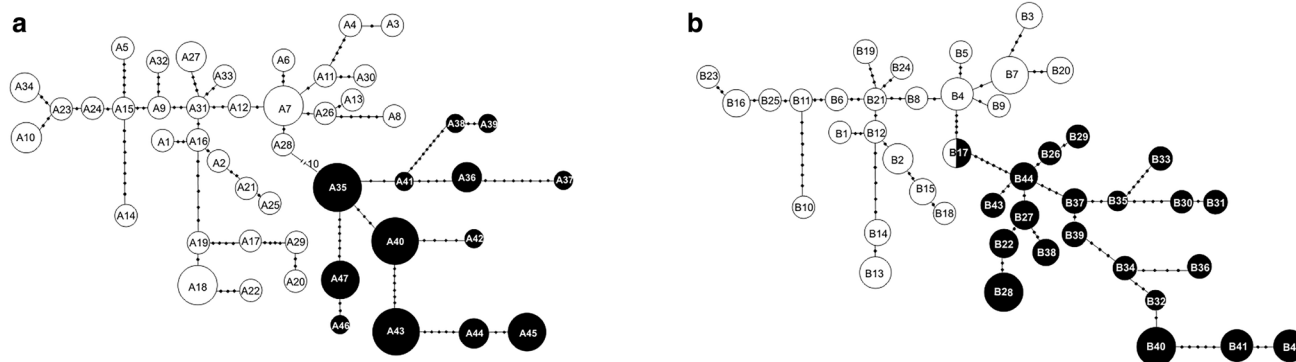 a
A4 A3
A5 A32 A27 A33 A6 A11 A30
A34 A23 A24 A15 A9 A31 A12 A7 A26 A13 A8
A10 A1 A16 A28 A38 A39
A2 10 A35 A41 A36 A37
A21 A25
A14 A19 A17 A29 A40 A42
A18 A22 A20 A47
A46 A43 A44 A45
b
B3
B19 B24 B5 B7 B20
B23 B16 B25 B11 B6 B21 B8 B4 B9
B1 B12 B17 B26 B29
B2 B44 B33
B15 B18 B43 B27 B37 B35 B30 B31
B10 B14 B22 B38 B39
B13 B28 B34 B36
B32
B40 B41